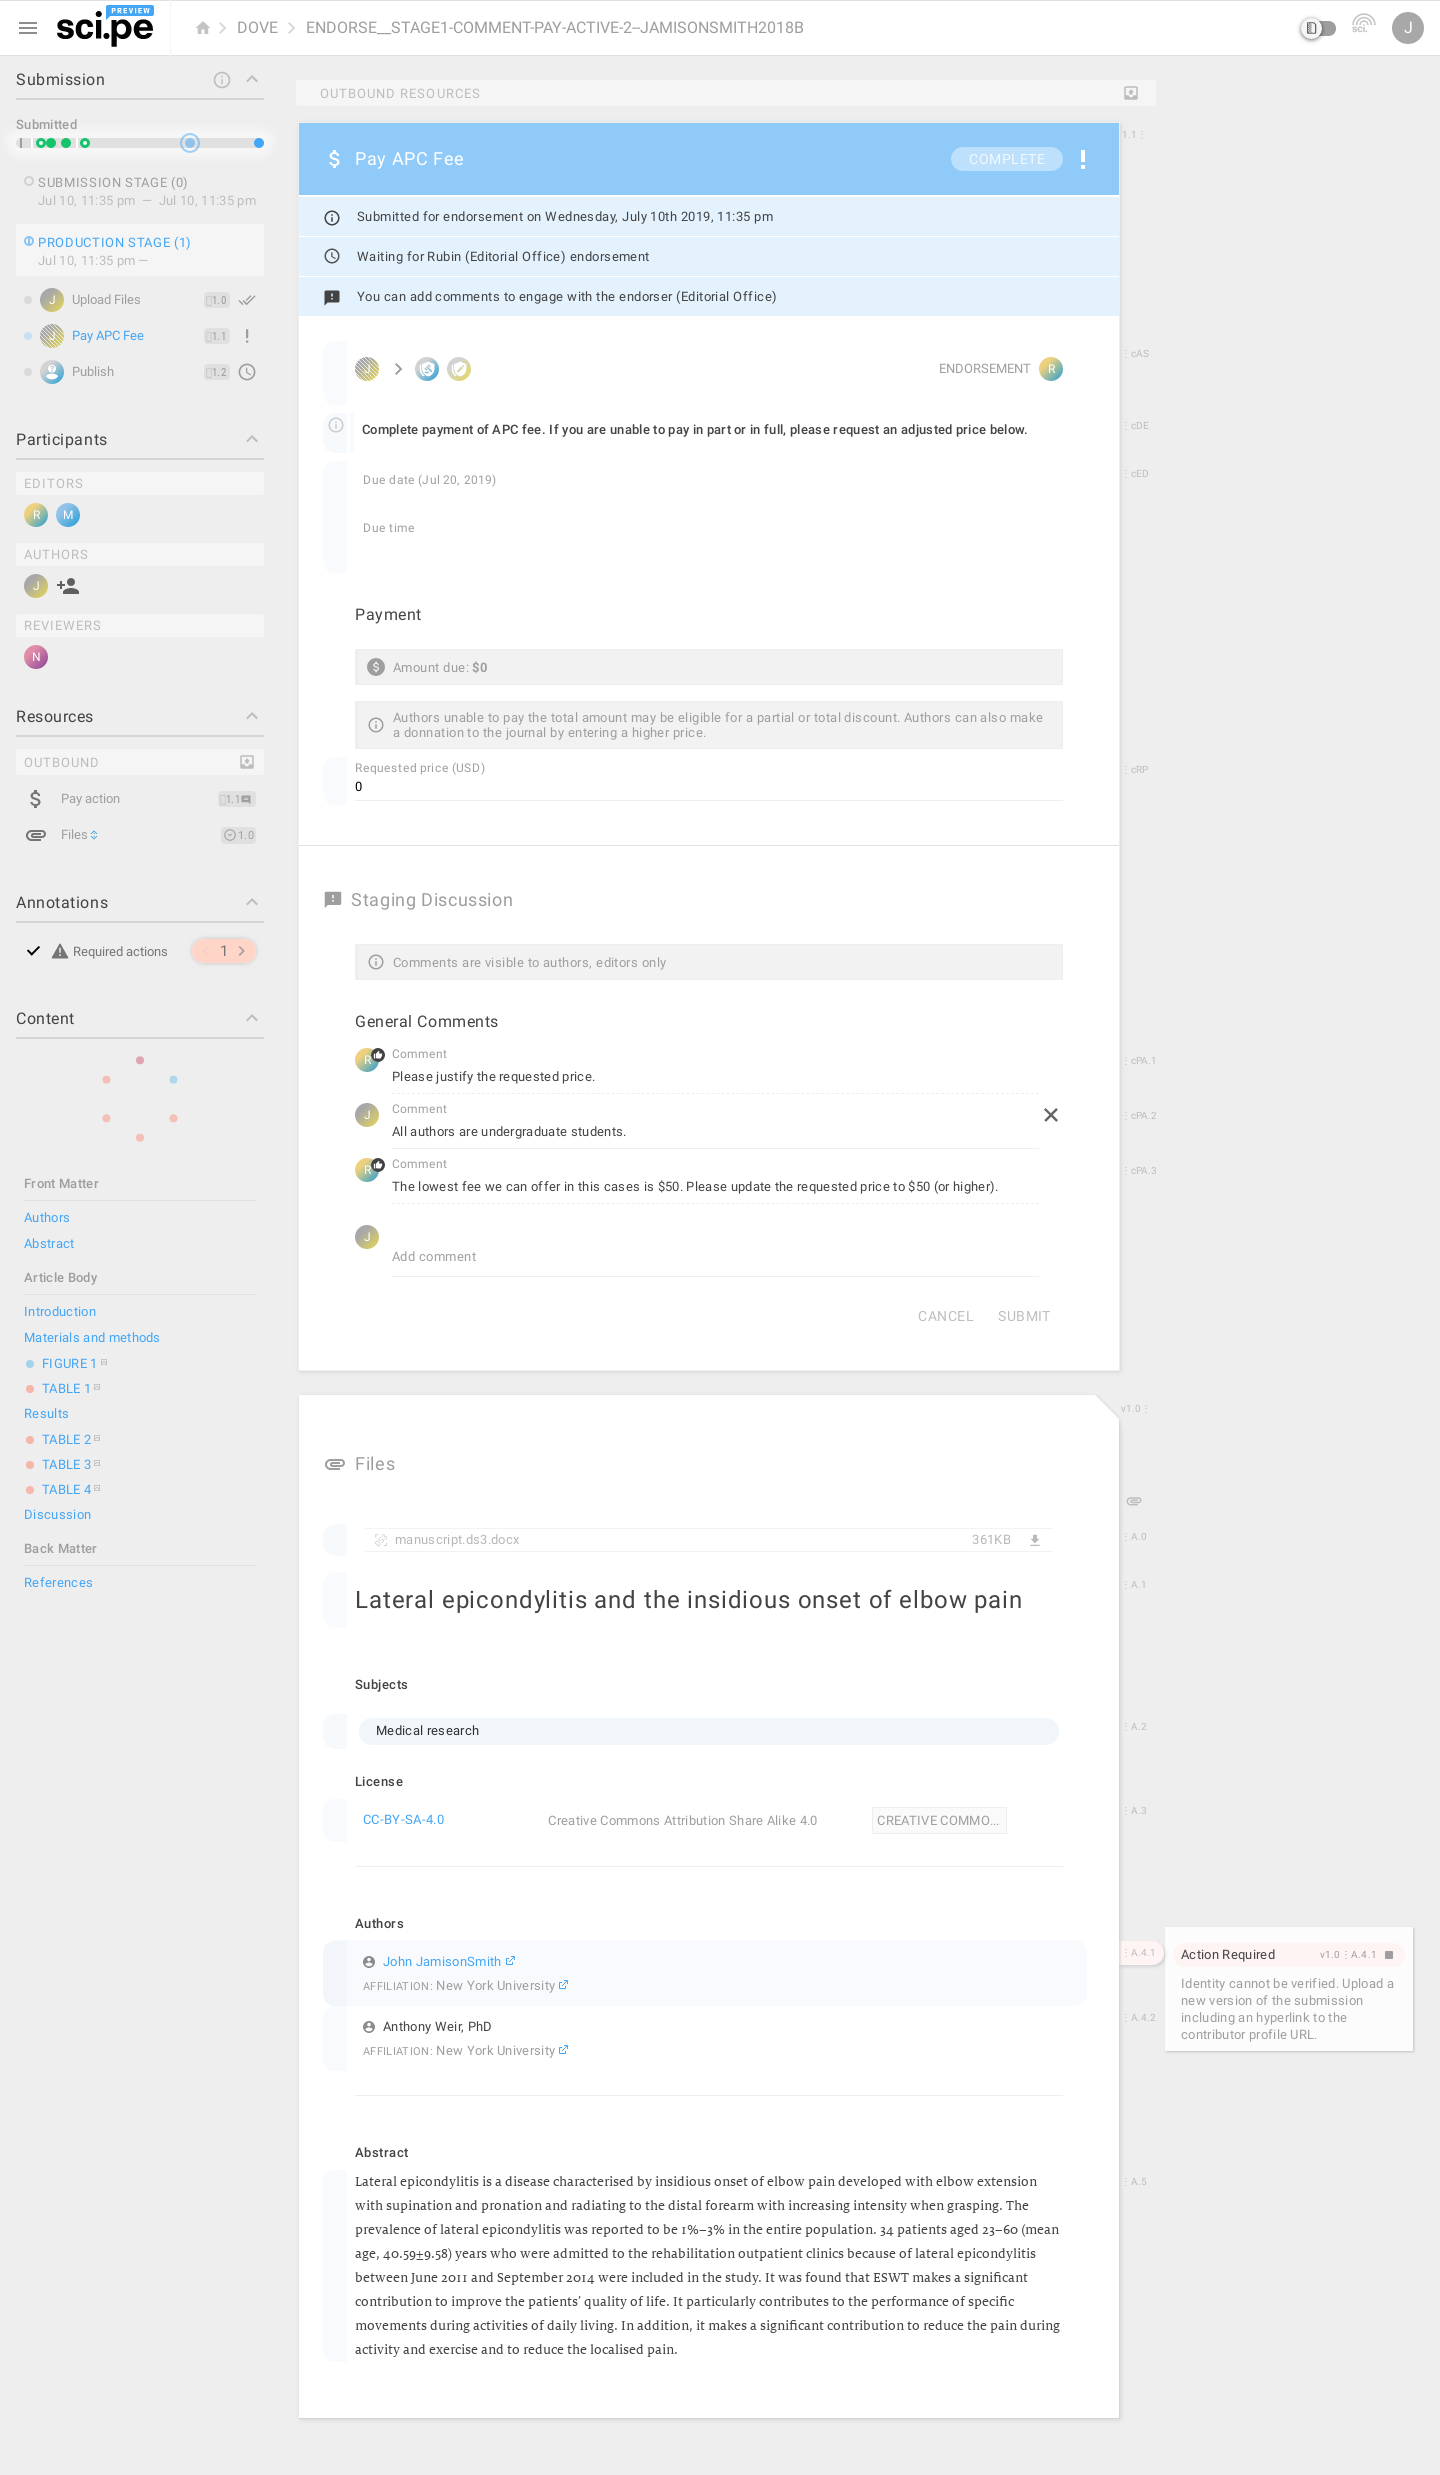 PREVIEW
sci.pe
DOVE
ENDORSE__STAGE1-COMMENT-PAY-ACTIVE-2--JAMISONSMITH2018B
sci.
J
Submission
Submitted
SUBMISSION STAGE (0)
Jul 10, 11:35 pm — Jul 10, 11:35 pm
PRODUCTION STAGE (1)
Jul 10, 11:35 pm —
J Upload Files 1.0
J Pay APC Fee 1.1
Publish 1.2
Participants
EDITORS
R M
AUTHORS
J
REVIEWERS
N
Resources
OUTBOUND
Pay action 1.1
Files 1.0
Annotations
Required actions 1
Content
Front Matter
Authors
Abstract
Article Body
Introduction
Materials and methods
FIGURE 1
TABLE 1
Results
TABLE 2
TABLE 3
TABLE 4
Discussion
Back Matter
References
OUTBOUND RESOURCES
$ Pay APC Fee COMPLETE
1.1
Submitted for endorsement on Wednesday, July 10th 2019, 11:35 pm
Waiting for Rubin (Editorial Office) endorsement
You can add comments to engage with the endorser (Editorial Office)
J ENDORSEMENT R
cAS
Complete payment of APC fee. If you are unable to pay in part or in full, please request an adjusted price below.
cDE
Due date (Jul 20, 2019)
cED
Due time
Payment
Amount due: $0
Authors unable to pay the total amount may be eligible for a partial or total discount. Authors can also make
a donnation to the journal by entering a higher price.
Requested price (USD)
cRP
0
Staging Discussion
Comments are visible to authors, editors only
General Comments
R Comment
cPA.1
Please justify the requested price.
J Comment
cPA.2
All authors are undergraduate students.
R Comment
cPA.3
The lowest fee we can offer in this cases is $50. Please update the requested price to $50 (or higher).
J
Add comment
CANCEL SUBMIT
v1.0
Files
manuscript.ds3.docx 361KB
A.0
Lateral epicondylitis and the insidious onset of elbow pain
A.1
Subjects
Medical research
A.2
License
CC-BY-SA-4.0 Creative Commons Attribution Share Alike 4.0 CREATIVE COMMO...
A.3
Authors
John JamisonSmith
AFFILIATION: New York University
A.4.1
Anthony Weir, PhD
AFFILIATION: New York University
A.4.2
Action Required v1.0 A.4.1
Identity cannot be verified. Upload a
new version of the submission
including an hyperlink to the
contributor profile URL.
Abstract
A.5
Lateral epicondylitis is a disease characterised by insidious onset of elbow pain developed with elbow extension
with supination and pronation and radiating to the distal forearm with increasing intensity when grasping. The
prevalence of lateral epicondylitis was reported to be 1%–3% in the entire population. 34 patients aged 23–60 (mean
age, 40.59±9.58) years who were admitted to the rehabilitation outpatient clinics because of lateral epicondylitis
between June 2011 and September 2014 were included in the study. It was found that ESWT makes a significant
contribution to improve the patients' quality of life. It particularly contributes to the performance of specific
movements during activities of daily living. In addition, it makes a significant contribution to reduce the pain during
activity and exercise and to reduce the localised pain.